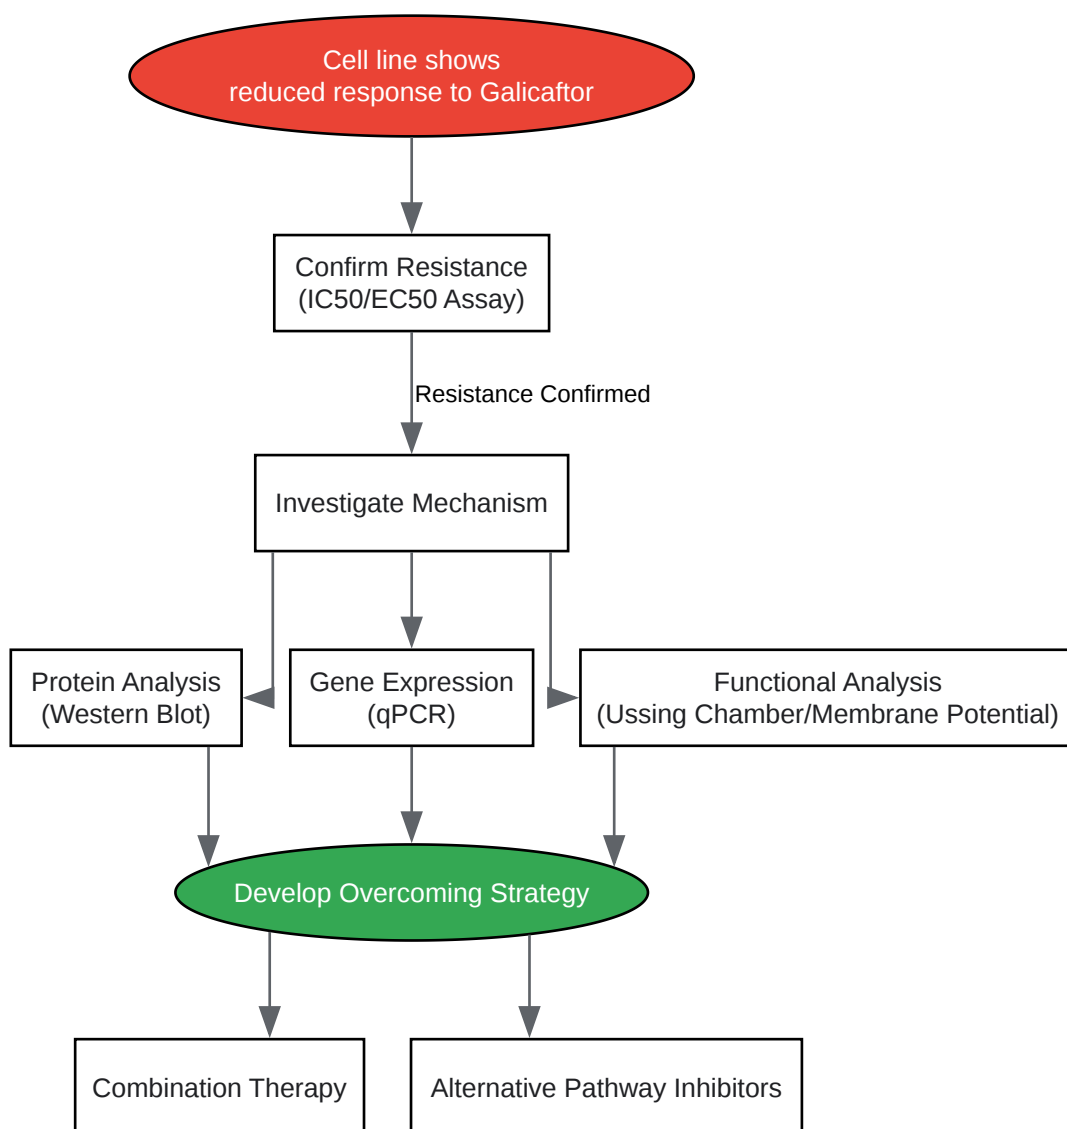 Cell line shows
reduced response to Galicaftor
Confirm Resistance
(IC50/EC50 Assay)
Resistance Confirmed
Investigate Mechanism
Protein Analysis
(Western Blot)
Gene Expression
(qPCR)
Functional Analysis
(Ussing Chamber/Membrane Potential)
Develop Overcoming Strategy
Combination Therapy
Alternative Pathway Inhibitors